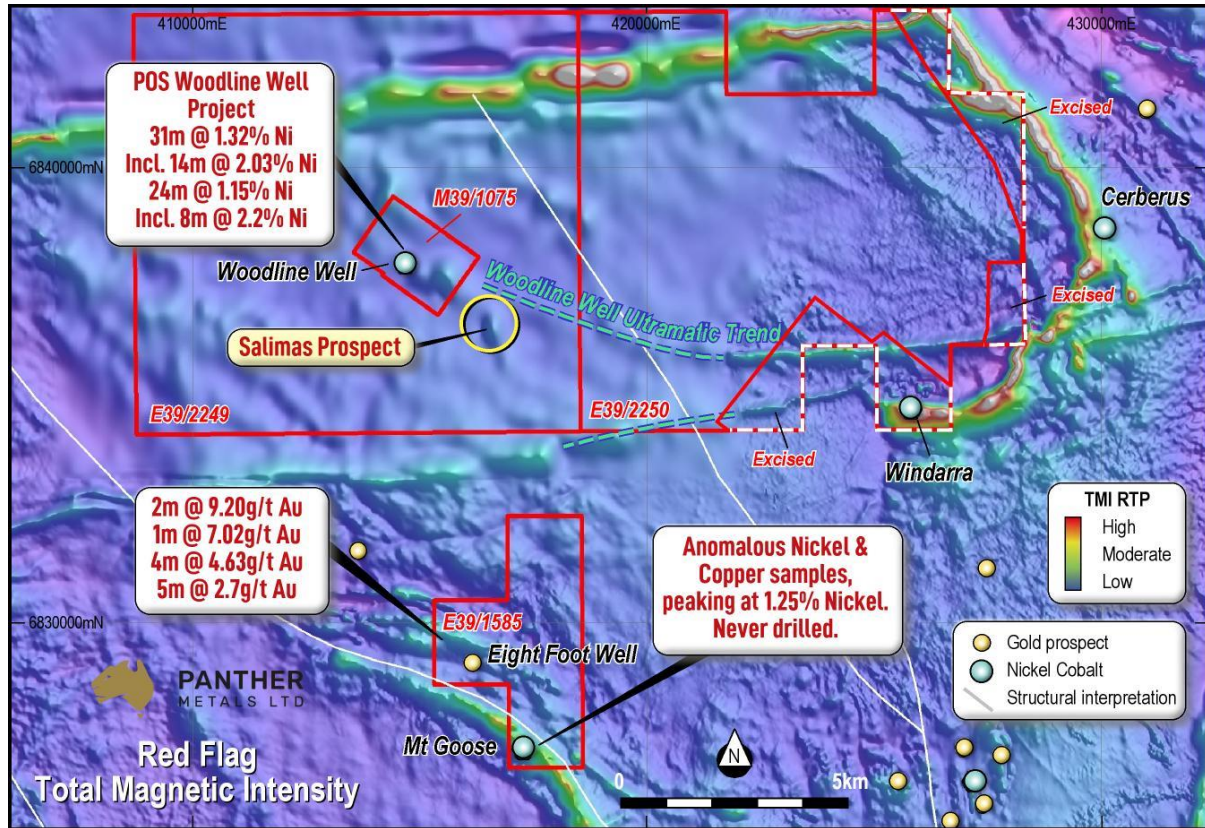 410000mE
420000mE
430000mE
POS Woodline Well
Project
31m @ 1.32% Ni
Incl. 14m @ 2.03% Ni
24m @ 1.15% Ni
Incl. 8m @ 2.2% Ni
Excised
6840000mN
M39/1075
Cerberus
Woodline Well
Woodline Well Ultramatic Trend
Excised
Salimas Prospect
E39/2249
E39/2250
Excised
Windarra
2m @ 9.20g/t Au
1m @ 7.02g/t Au
4m @ 4.63g/t Au
5m @ 2.7g/t Au
Anomalous Nickel &
Copper samples,
peaking at 1.25% Nickel.
Never drilled.
TMI RTP
High
Moderate
Low
6830000mN
E39/1585
Eight Foot Well
Gold prospect
Nickel Cobalt
Structural interpretation
PANTHER
METALS LTD
Mt Goose
Red Flag
Total Magnetic Intensity
N
0
5km